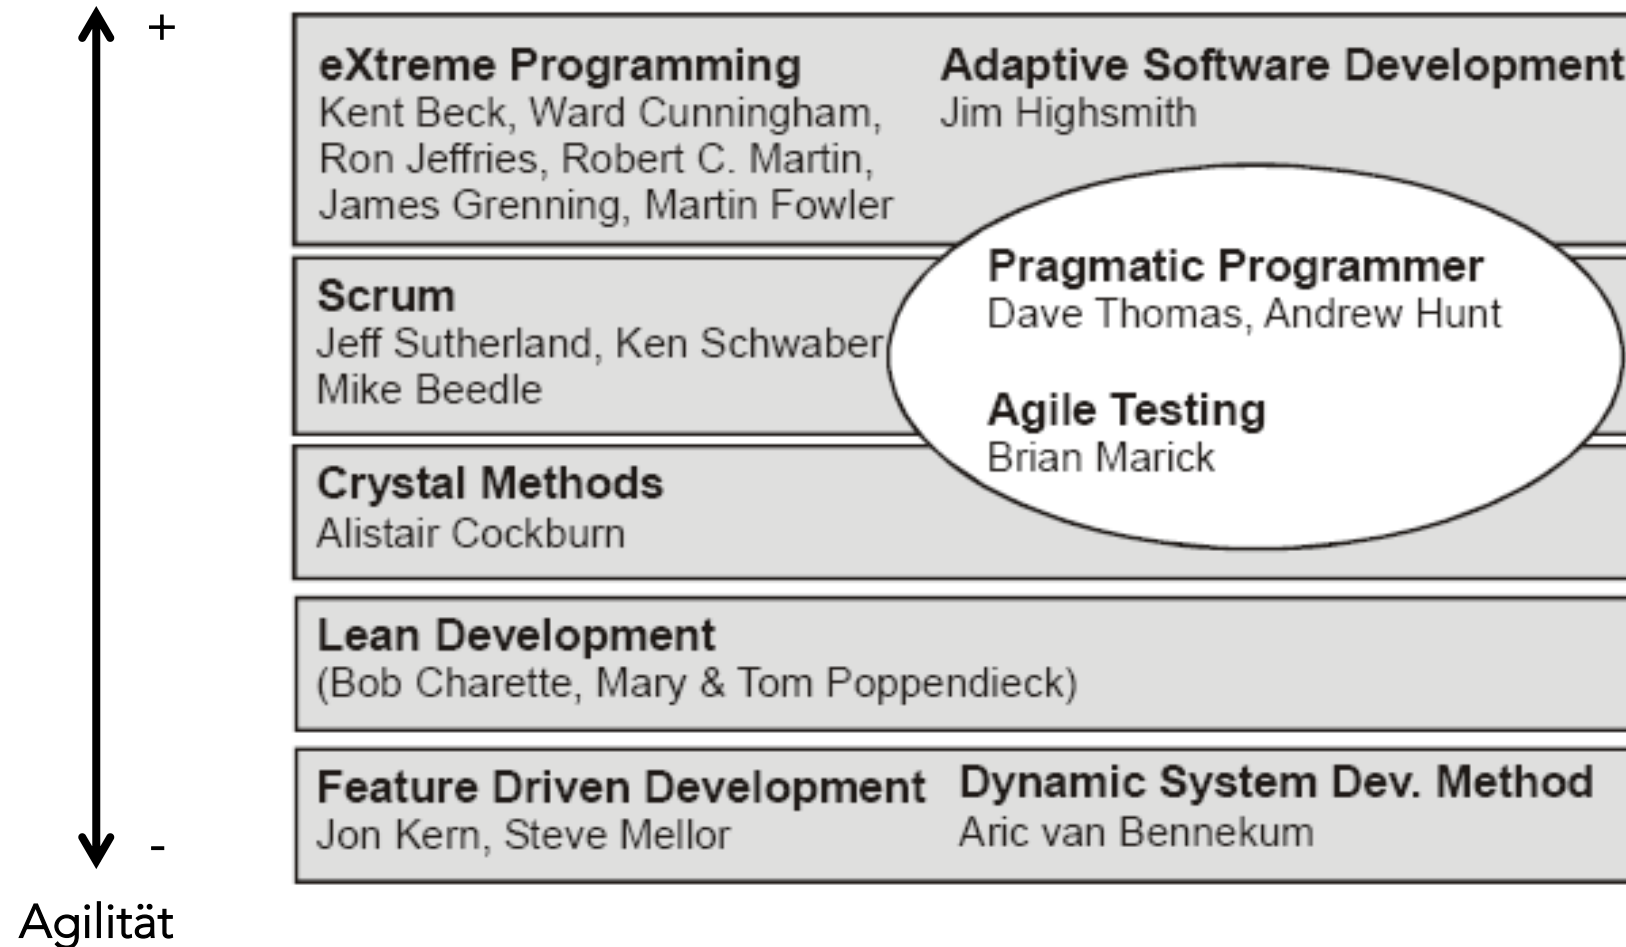 +
eXtreme Programming
Kent Beck, Ward Cunningham,
Ron Jeffries, Robert C. Martin,
James Grenning, Martin Fowler
Adaptive Software Development
Jim Highsmith
Scrum
Jeff Sutherland, Ken Schwaber
Mike Beedle
Pragmatic Programmer
Dave Thomas, Andrew Hunt
Agile Testing
Brian Marick
Crystal Methods
Alistair Cockburn
Lean Development
(Bob Charette, Mary & Tom Poppendieck)
Feature Driven Development
Jon Kern, Steve Mellor
Dynamic System Dev. Method
Aric van Bennekum
-
Agilität